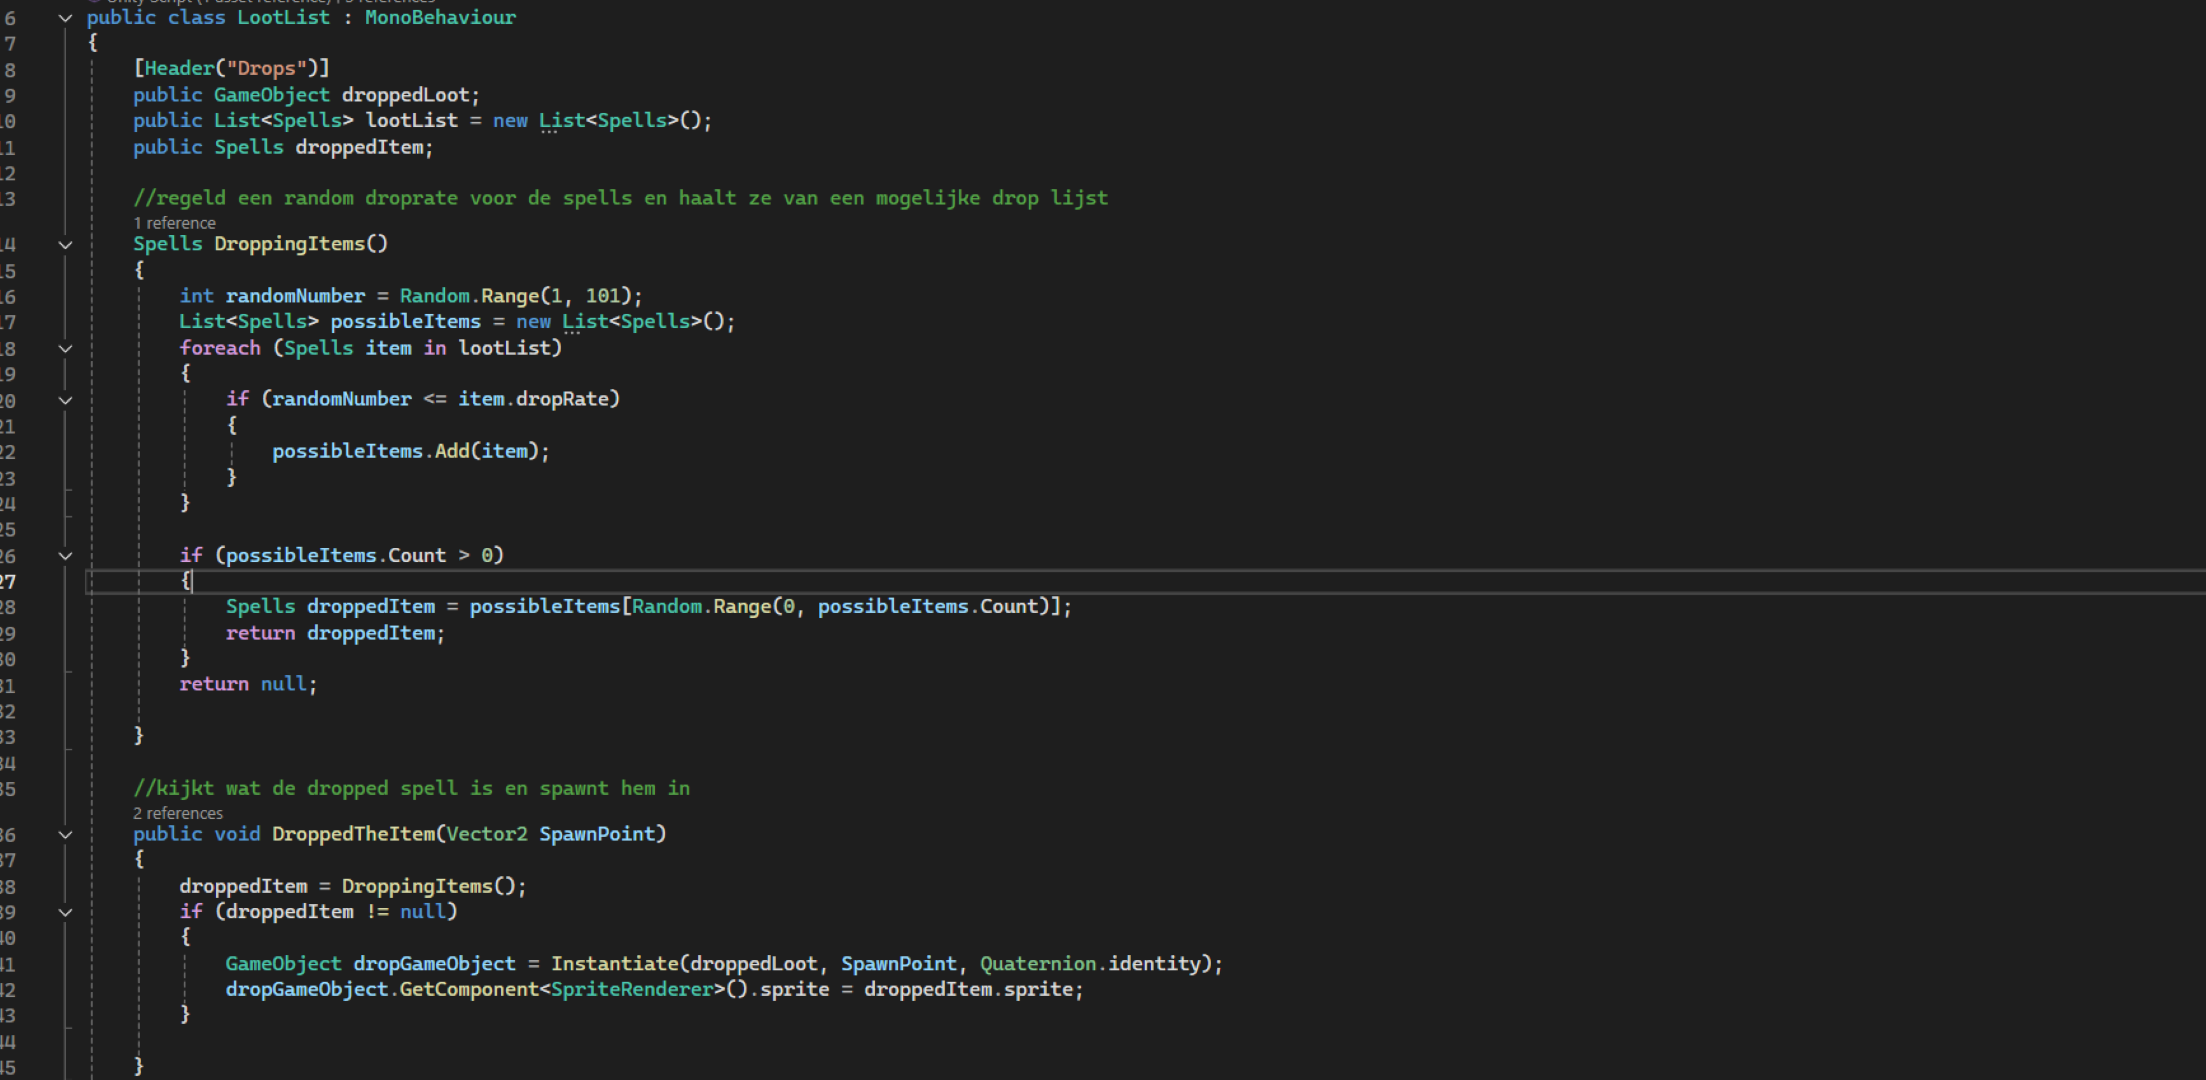 6 public class LootList : MonoBehaviour
7 {
8 [Header("Drops")]
9 public GameObject droppedLoot;
10 public List<Spells> lootList = new List<Spells>();
11 public Spells droppedItem;
12
13 //regeld een random droprate voor de spells en haalt ze van een mogelijke drop lijst
1 reference
14 Spells DroppingItems()
15 {
16 int randomNumber = Random.Range(1, 101);
17 List<Spells> possibleItems = new List<Spells>();
18 foreach (Spells item in lootList)
19 {
20 if (randomNumber <= item.dropRate)
21 {
22 possibleItems.Add(item);
23 }
24 }
25
26 if (possibleItems.Count > 0)
27 {
28 Spells droppedItem = possibleItems[Random.Range(0, possibleItems.Count)];
29 return droppedItem;
30 }
31 return null;
32
33 }
34
35 //kijkt wat de dropped spell is en spawnt hem in
2 references
36 public void DroppedTheItem(Vector2 SpawnPoint)
37 {
38 droppedItem = DroppingItems();
39 if (droppedItem != null)
40 {
41 GameObject dropGameObject = Instantiate(droppedLoot, SpawnPoint, Quaternion.identity);
42 dropGameObject.GetComponent<SpriteRenderer>().sprite = droppedItem.sprite;
43 }
44
45 }